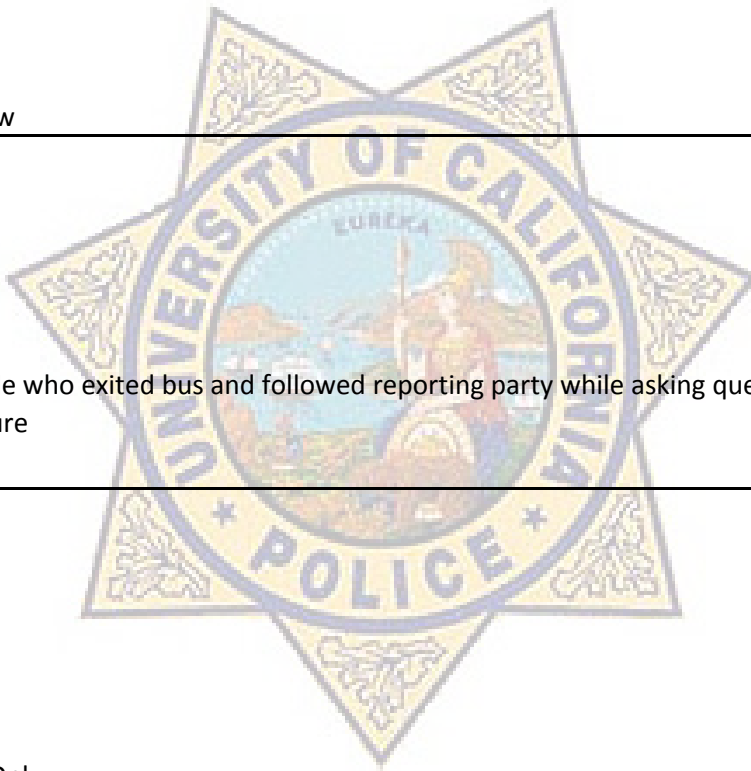 w
e who exited bus and followed reporting party while asking que
ure
UNIVERSITY OF CALIFORNIA
EUREKA
POLICE